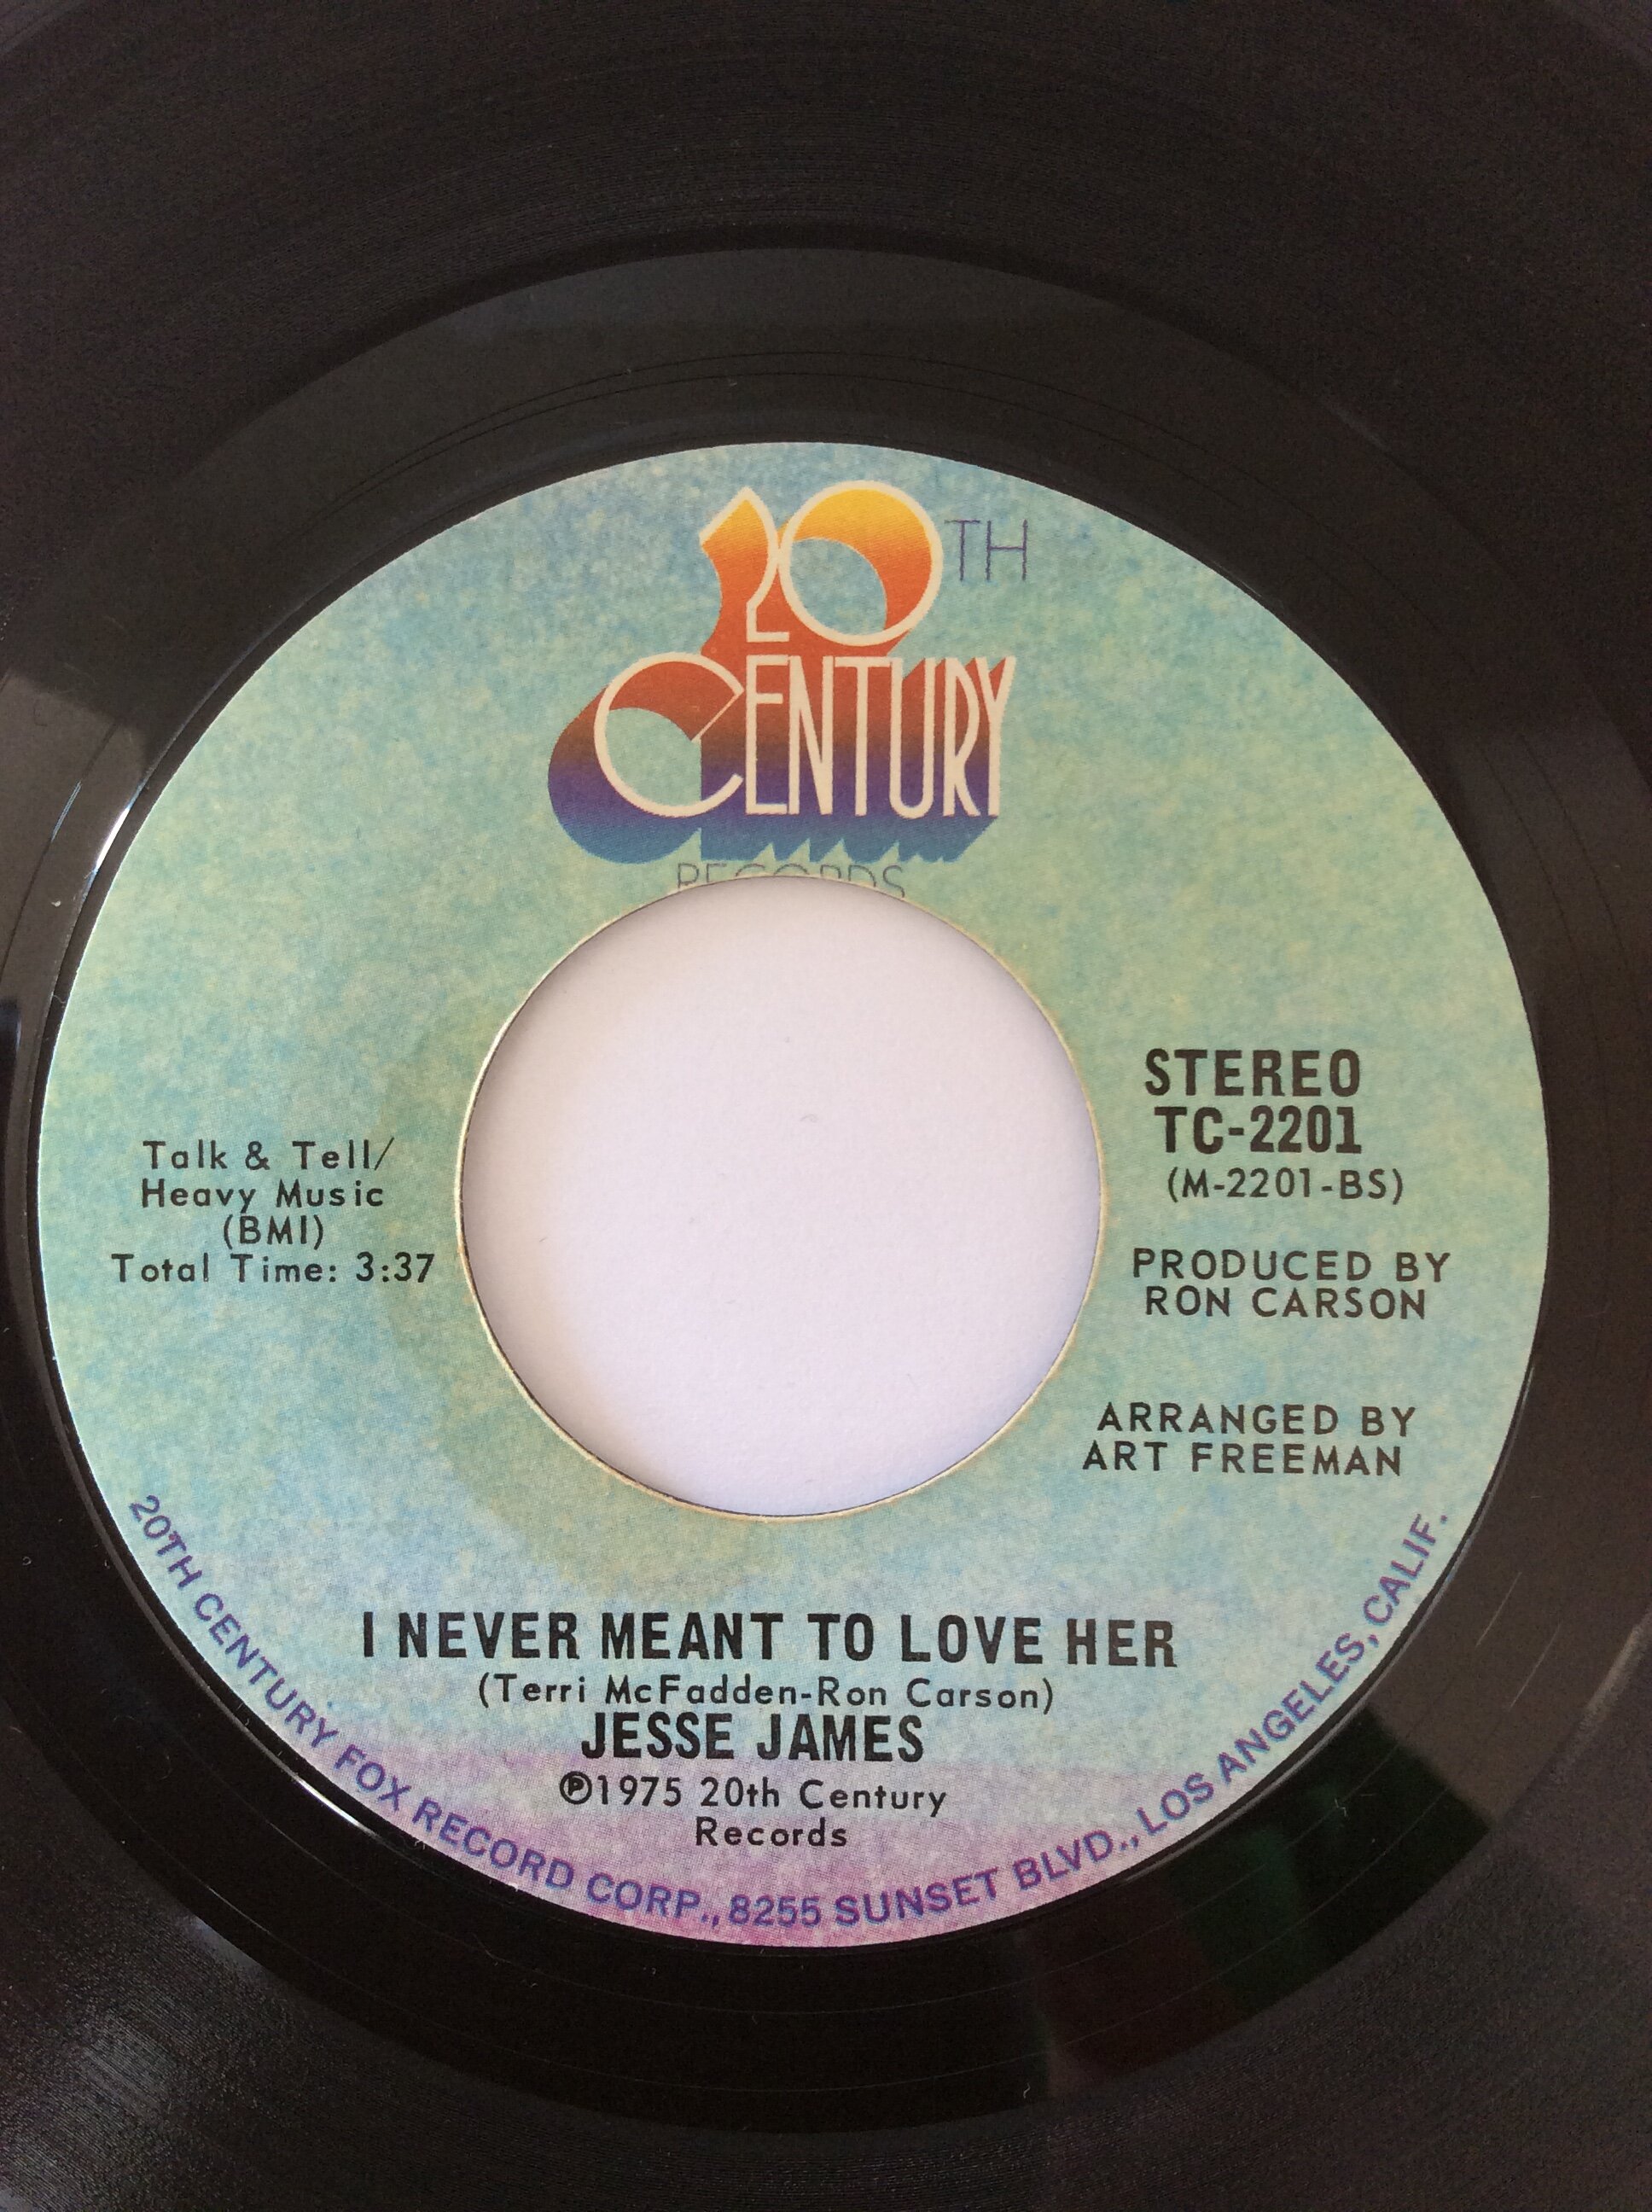 20TH
CENTURY
RECORDS
STEREO
TC-2201
(M-2201-BS)
Talk & Tell/
Heavy Music
(BMI)
Total Time: 3:37
PRODUCED BY
RON CARSON
ARRANGED BY
ART FREEMAN
I NEVER MEANT TO LOVE HER
(Terri McFadden-Ron Carson)
JESSE JAMES
℗1975 20th Century
Records
20TH CENTURY FOX RECORD CORP., 8255 SUNSET BLVD., LOS ANGELES, CALIF.